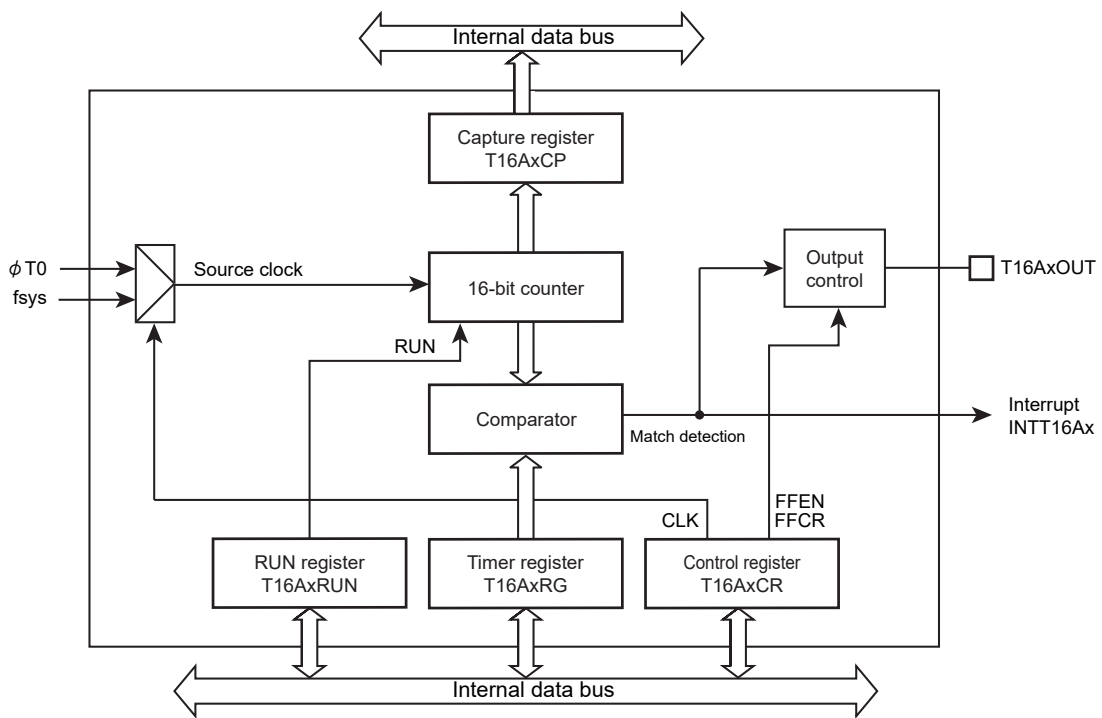 Internal data bus
Capture register
T16AxCP
ϕT0
fsys
Source clock
16-bit counter
Output
control
T16AxOUT
RUN
Comparator
Match detection
Interrupt
INTT16Ax
CLK
FFEN
FFCR
RUN register
T16AxRUN
Timer register
T16AxRG
Control register
T16AxCR
Internal data bus